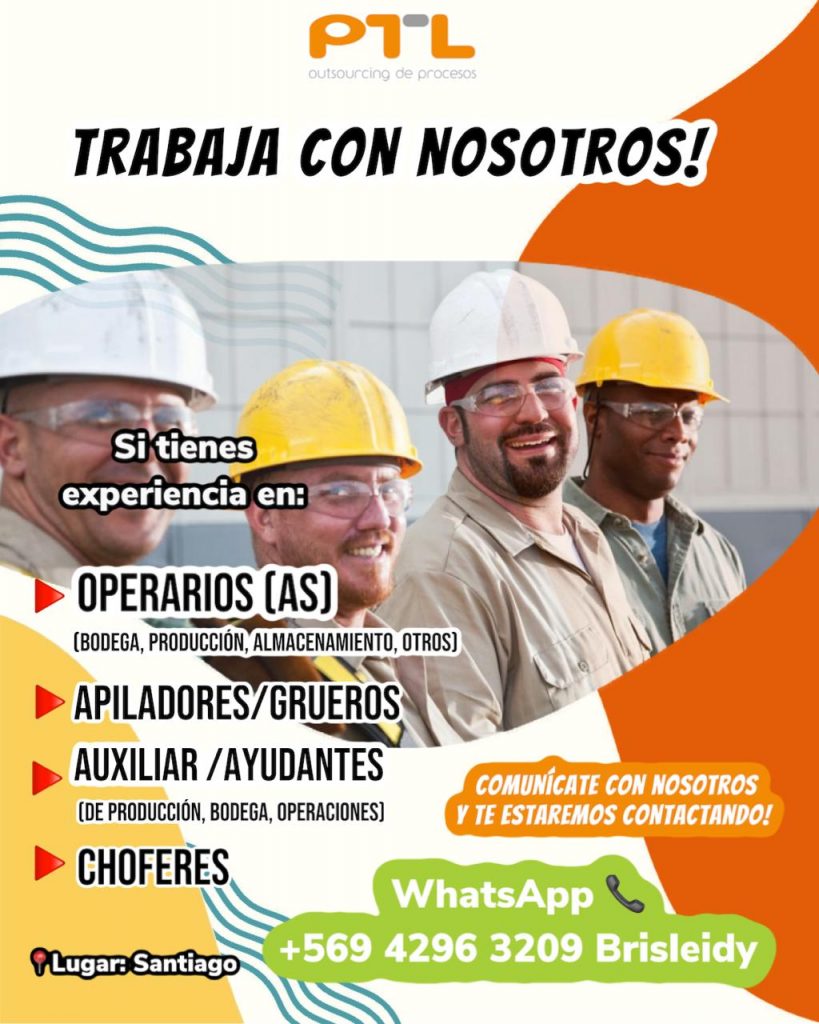 PTL
outsourcing de procesos
TRABAJA CON NOSOTROS!
Si tienes
experiencia en:
OPERARIOS (AS)
(BODEGA, PRODUCCIÓN, ALMACENAMIENTO, OTROS)
APILADORES/GRUEROS
AUXILIAR /AYUDANTES
(DE PRODUCCIÓN, BODEGA, OPERACIONES)
CHOFERES
COMUNÍCATE CON NOSOTROS
Y TE ESTAREMOS CONTACTANDO!
WhatsApp 📞
+569 4296 3209 Brisleidy
📍Lugar: Santiago